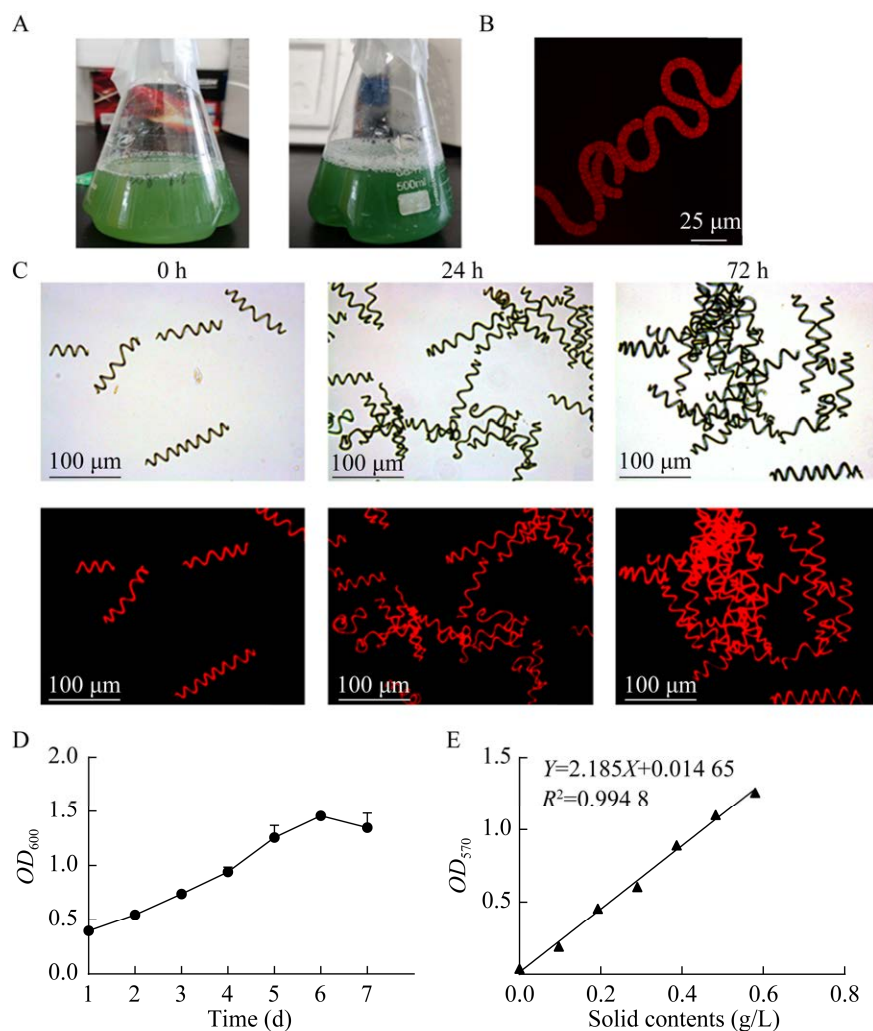 A
B
500ml
25 μm
C
0 h
24 h
72 h
100 μm
100 μm
100 μm
100 μm
100 μm
100 μm
D
E
2.0
1.5
1.0
0.5
0.0
OD600
1 2 3 4 5 6 7
Time (d)
Y=2.185X+0.014 65
R²=0.994 8
1.5
1.0
0.5
OD570
0.0 0.2 0.4 0.6 0.8
Solid contents (g/L)